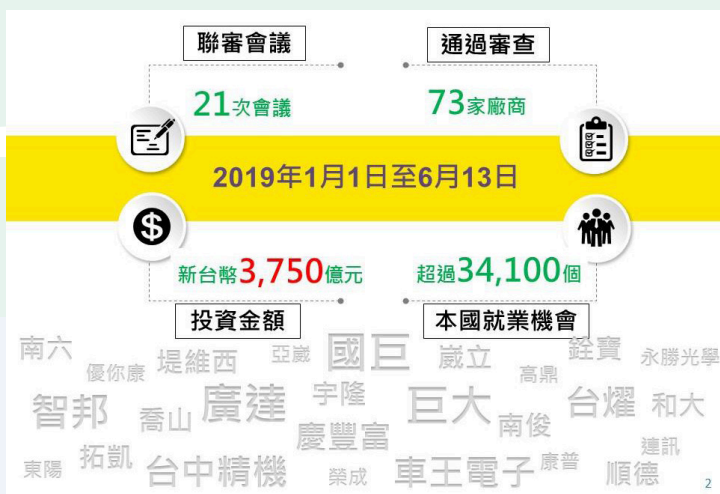 聯審會議
通過審查
21次會議
73家廠商
2019年1月1日至6月13日
新台幣3,750億元
超過34,100個
投資金額
本國就業機會
南六 優你康 堤維西 亞崴 國巨 崴立 高鼎 銓寶 永勝光學
智邦 喬山 廣達 宇隆 慶豐富 巨大 南俊 台燿 和大
東陽 拓凱 台中精機 榮成 車王電子 康普 順德 連訊
2